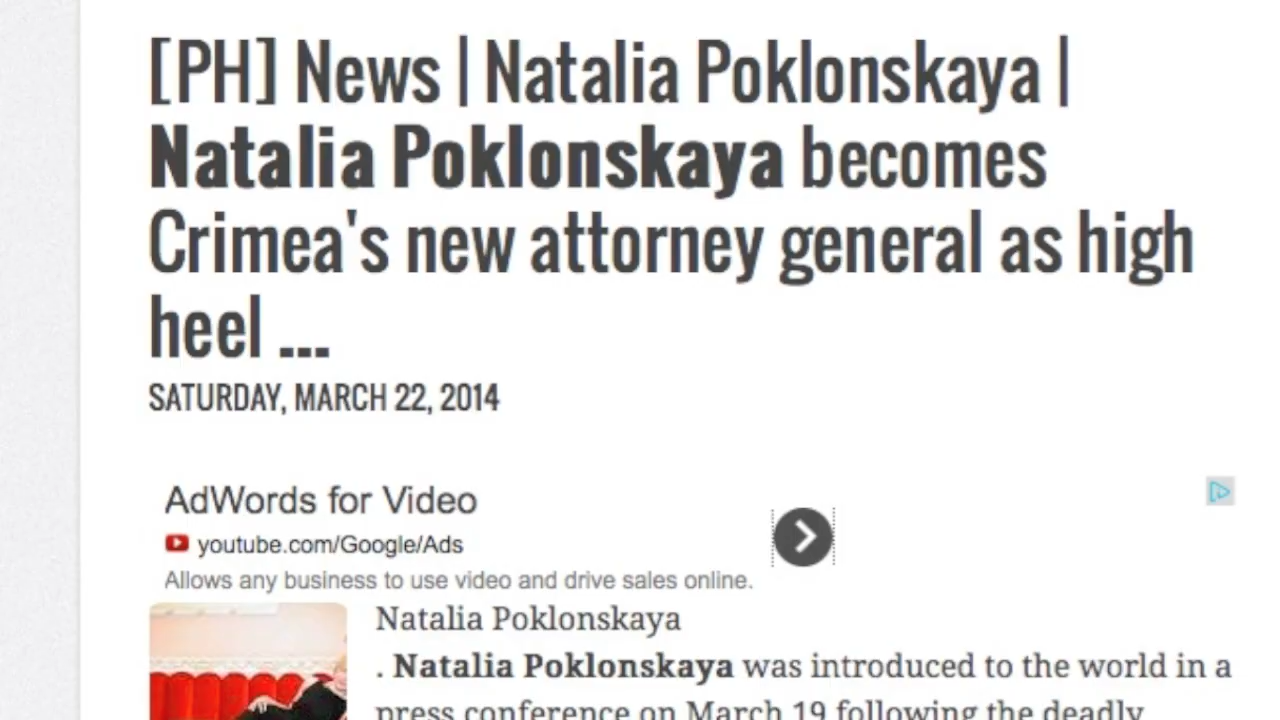 [PH] News | Natalia Poklonskaya |
Natalia Poklonskaya becomes
Crimea's new attorney general as high
heel ...
SATURDAY, MARCH 22, 2014
AdWords for Video
youtube.com/Google/Ads
Allows any business to use video and drive sales online.
Natalia Poklonskaya
. Natalia Poklonskaya was introduced to the world in a
press conference on March 19 following the deadly